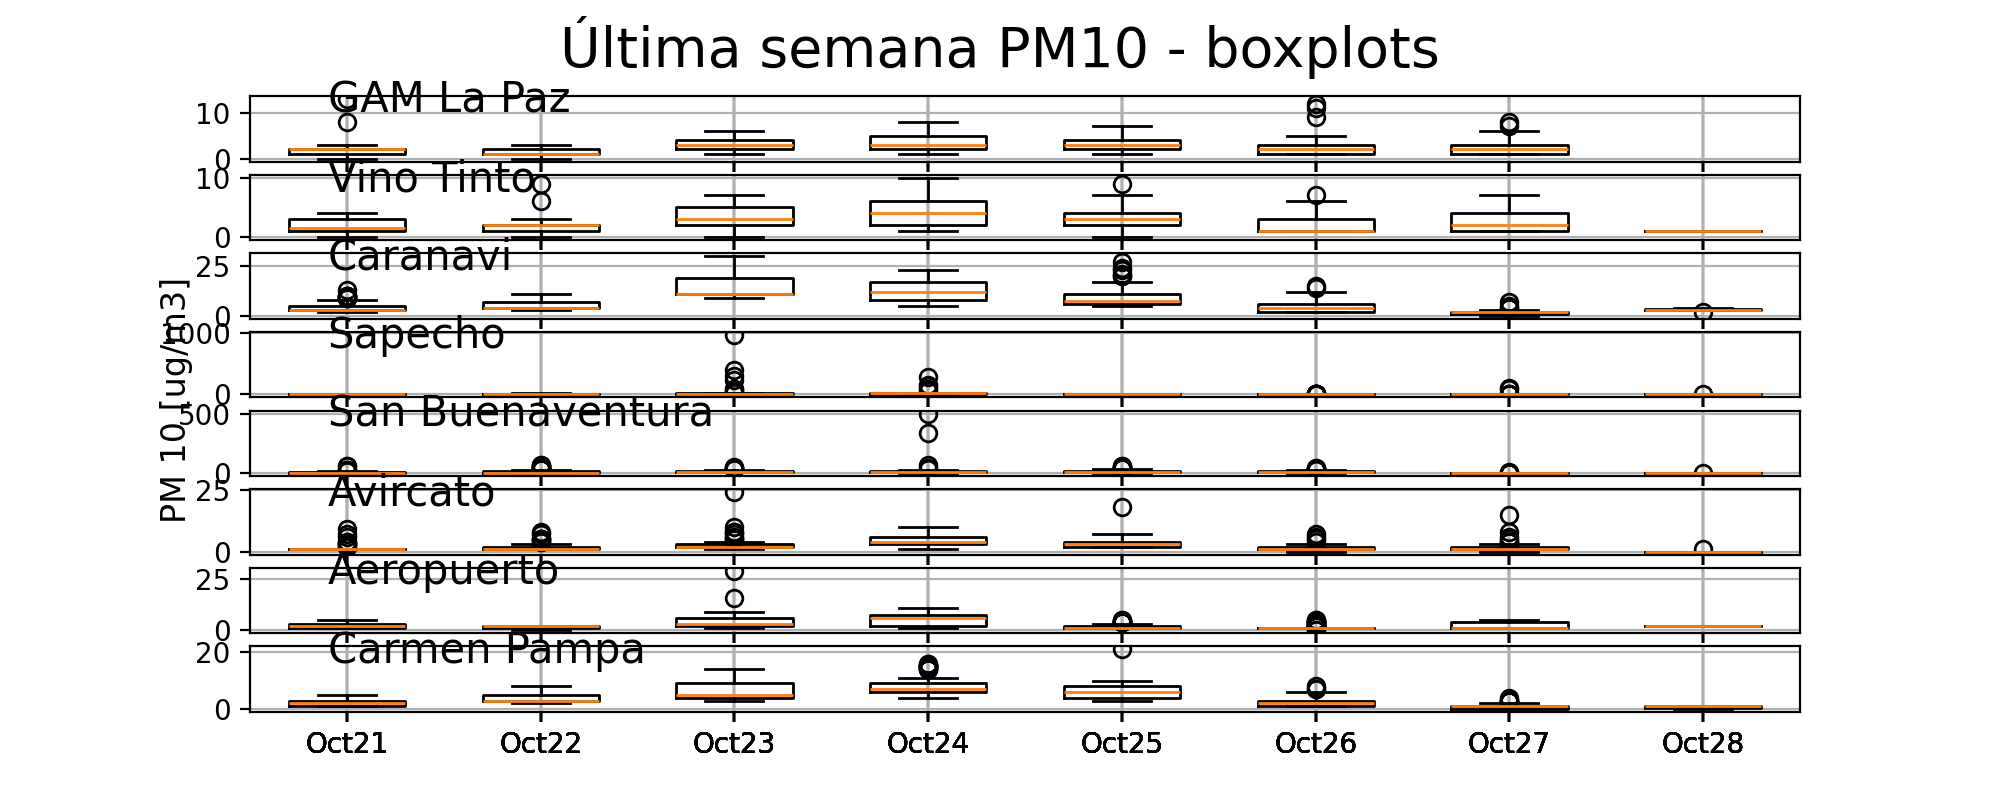 Última semana PM10 - boxplots
GAM La Paz
10
0
Vino Tinto
10
0
Caranavi
25
0
PM 10 [ug/m3]
Sapecho
1000
0
San Buenaventura
500
0
Avircato
25
0
Aeropuerto
25
0
Carmen Pampa
20
0
Oct21 Oct22 Oct23 Oct24 Oct25 Oct26 Oct27 Oct28